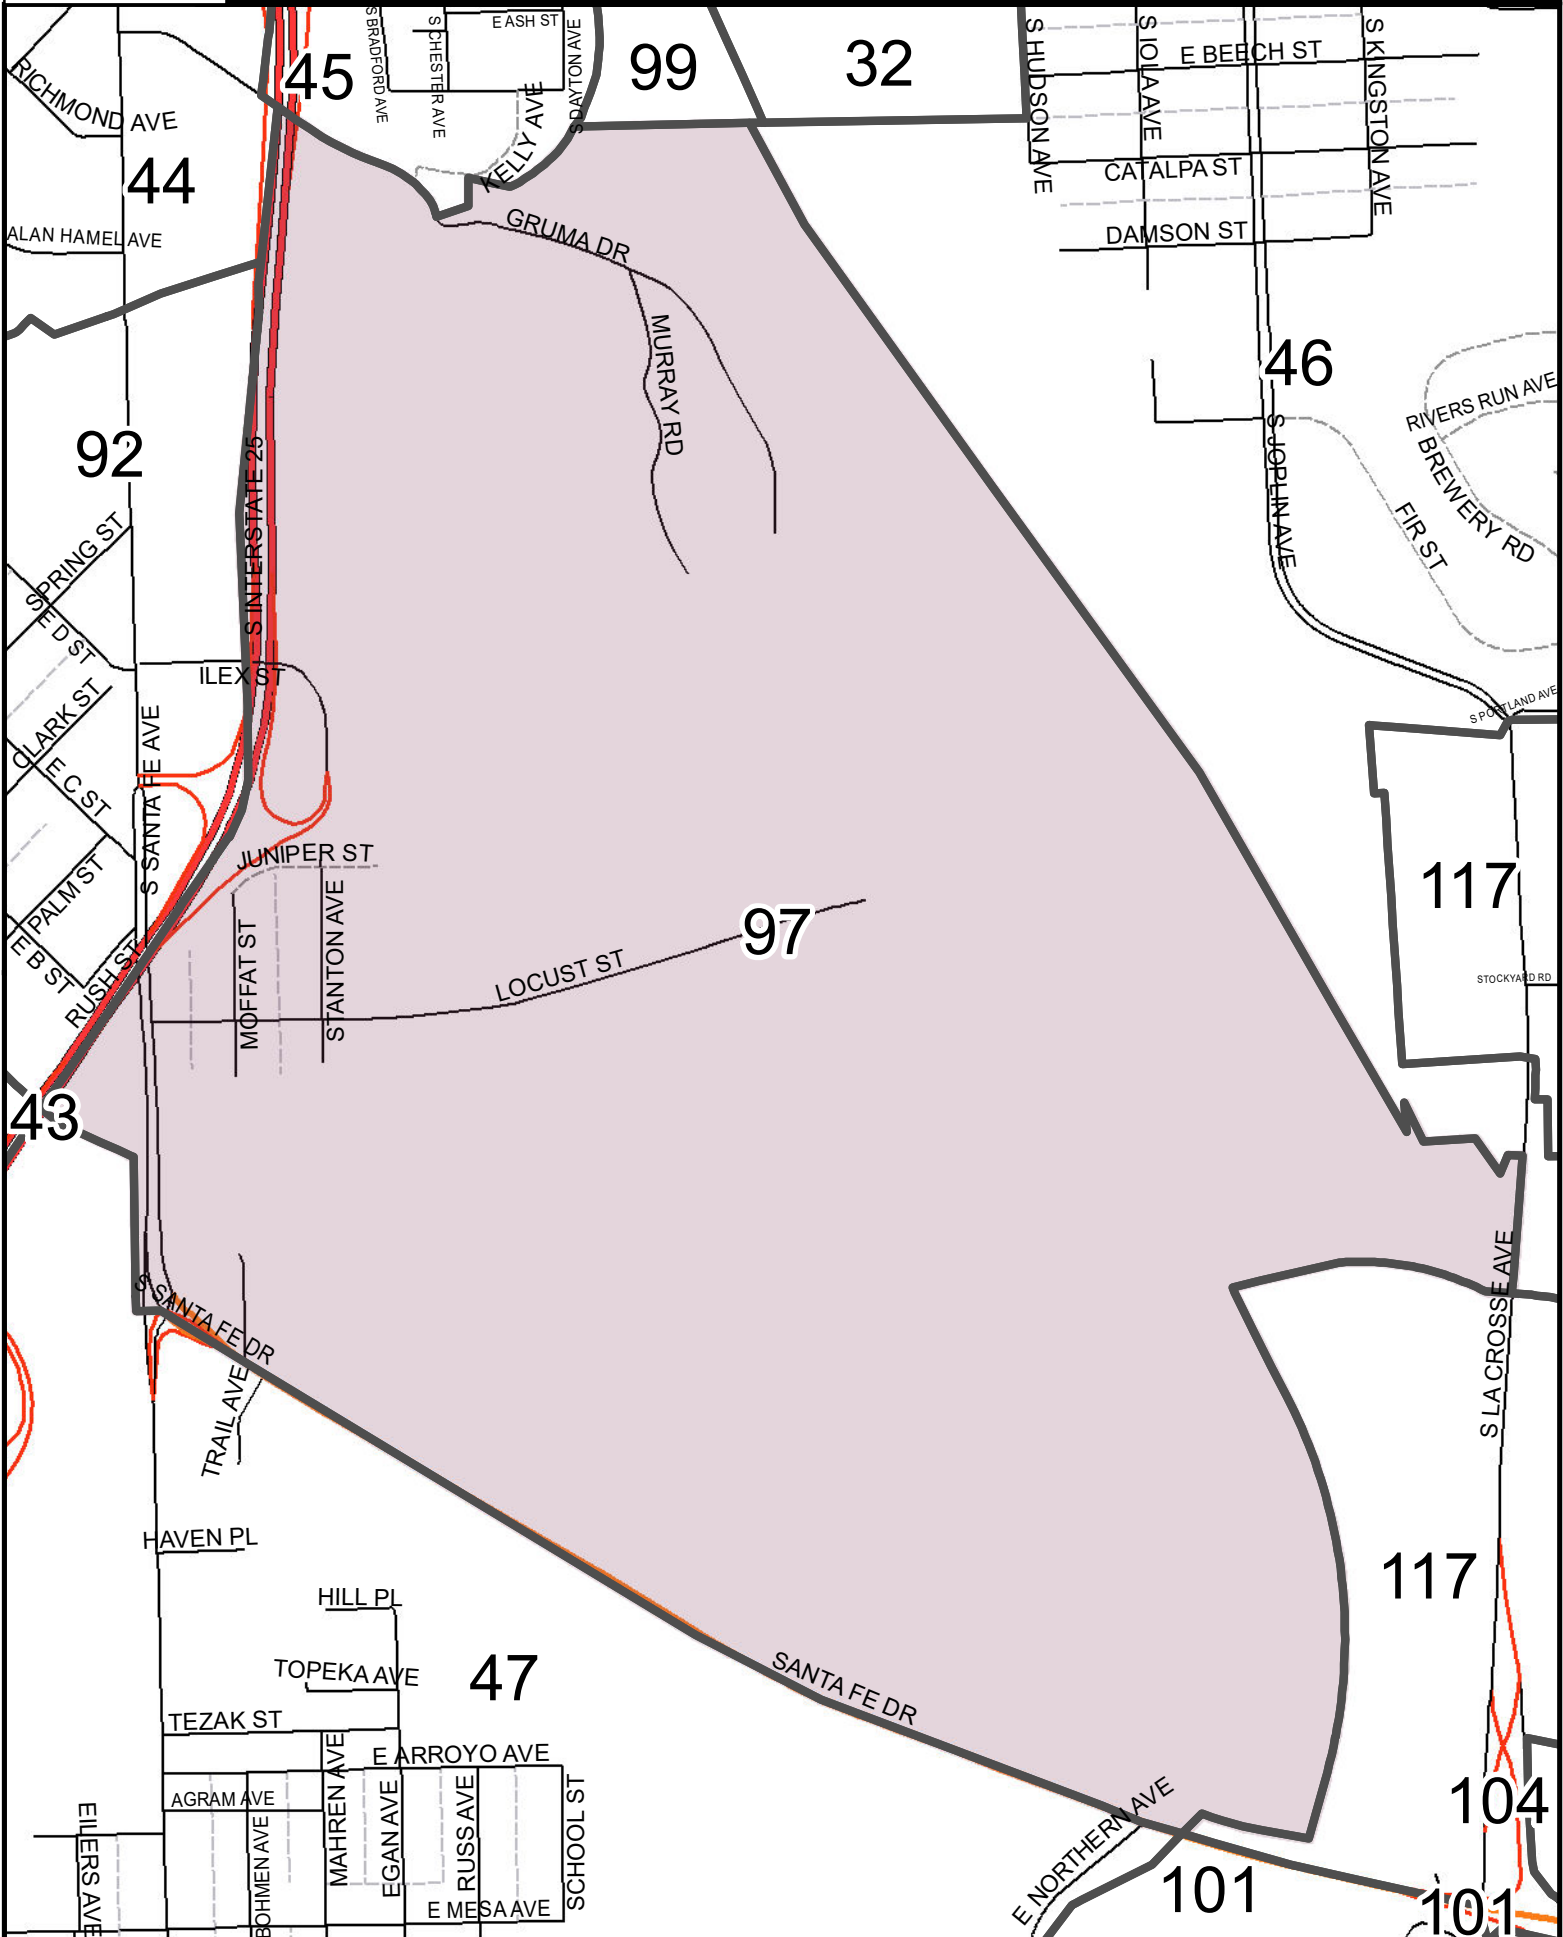 S BRADFORD AVE
S CHESTER AVE
E ASH ST
S DAYTON AVE
45
99
32
S HUDSON AVE
S IOLA AVE
E BEECH ST
S KINGSTON AVE
RICHMOND AVE
KELLY AVE
CATALPA ST
44
ALAN HAMEL AVE
GRUMA DR
DAMSON ST
MURRAY RD
46
RIVERS RUN AVE
BREWERY RD
92
S INTERSTATE 25
S JOPLIN AVE
FIR ST
SPRING ST
S E D ST
ILEX ST
CLARK ST
S PORTLAND AVE
S SANTA FE AVE
E C ST
JUNIPER ST
PALM ST
117
STANTON AVE
MOFFAT ST
97
E B ST
RUSH ST
LOCUST ST
STOCKYARD RD
43
S LA CROSSE AVE
S SANTA FE DR
TRAIL AVE
HAVEN PL
HILL PL
117
TOPEKA AVE
47
SANTA FE DR
TEZAK ST
MAHREN AVE
E ARROYO AVE
AGRAM AVE
EGAN AVE
RUSS AVE
SCHOOL ST
104
EILERS AVE
BOHMEN AVE
E NORTHERN AVE
E MESA AVE
101
101